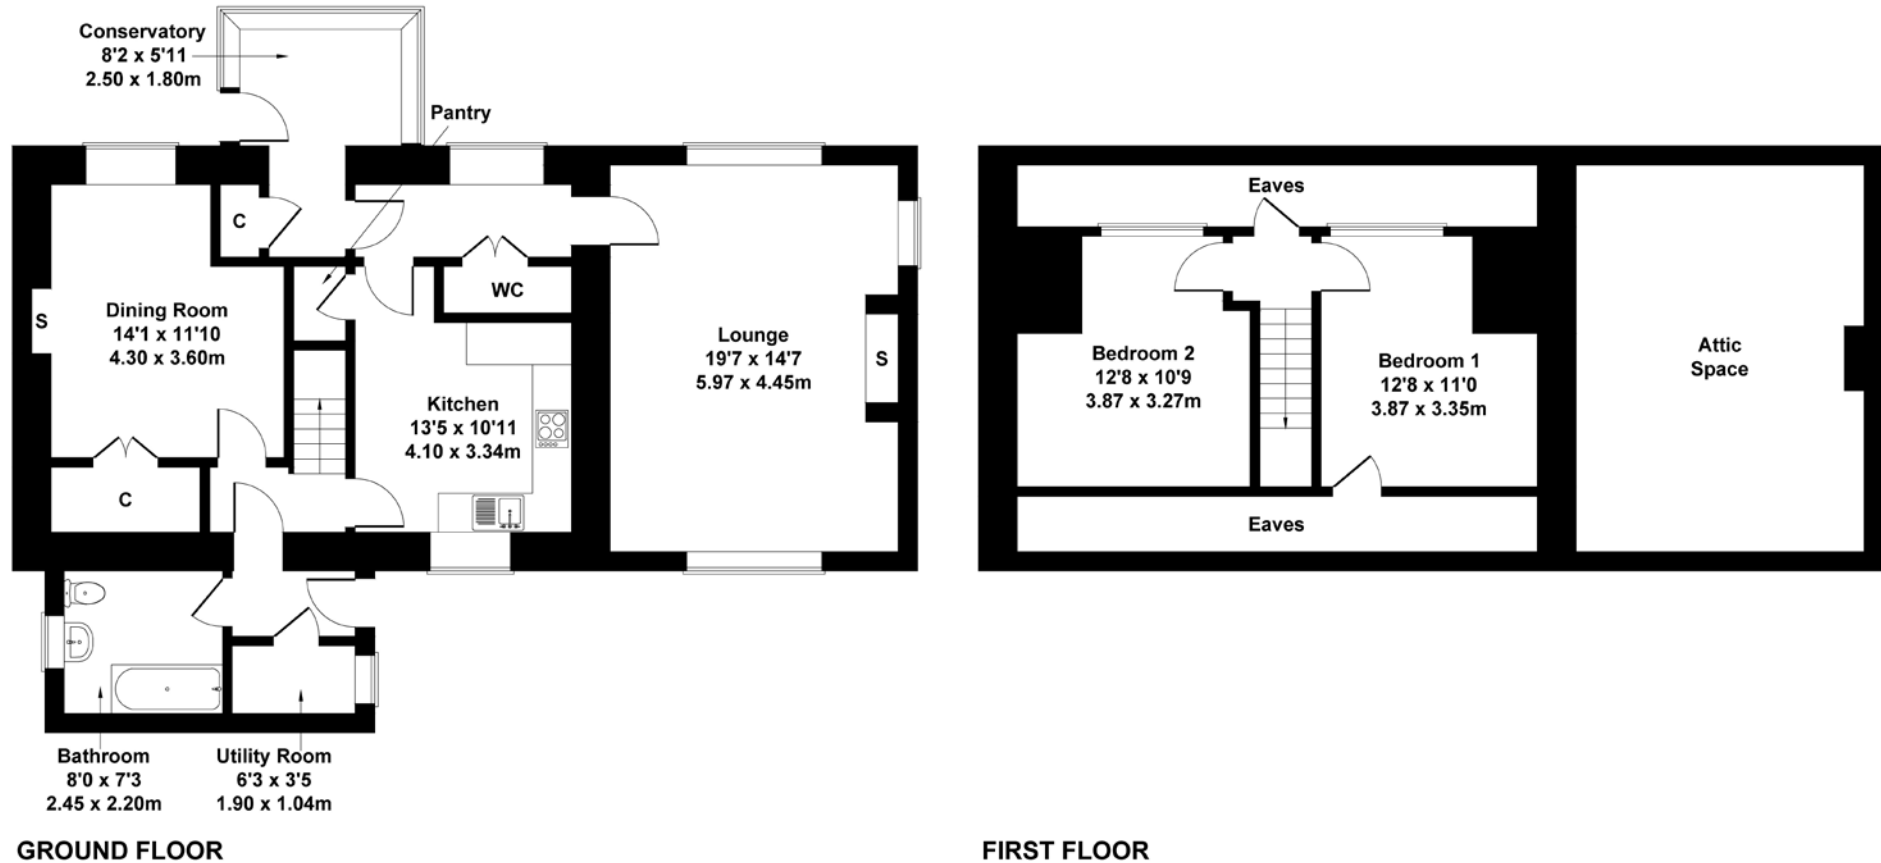 Conservatory
8'2 x 5'11
2.50 x 1.80m
Pantry
C
S
Dining Room
14'1 x 11'10
4.30 x 3.60m
WC
Kitchen
13'5 x 10'11
4.10 x 3.34m
C
Lounge
19'7 x 14'7
5.97 x 4.45m
S
Bathroom
8'0 x 7'3
2.45 x 2.20m
Utility Room
6'3 x 3'5
1.90 x 1.04m
GROUND FLOOR
Eaves
Bedroom 2
12'8 x 10'9
3.87 x 3.27m
Bedroom 1
12'8 x 11'0
3.87 x 3.35m
Attic
Space
Eaves
FIRST FLOOR